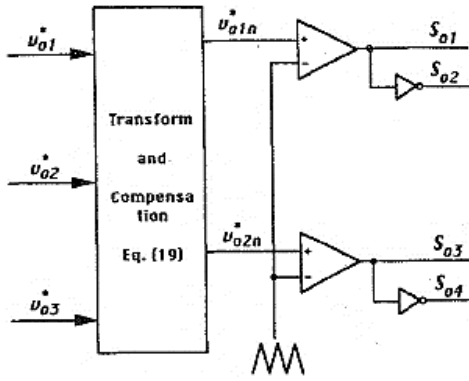 v*o1
v*o2
v*o3
Transform
and
Compensa
tion
Eq. (19)
v*o1n
v*o2n
+
−
+
−
So1
So2
So3
So4